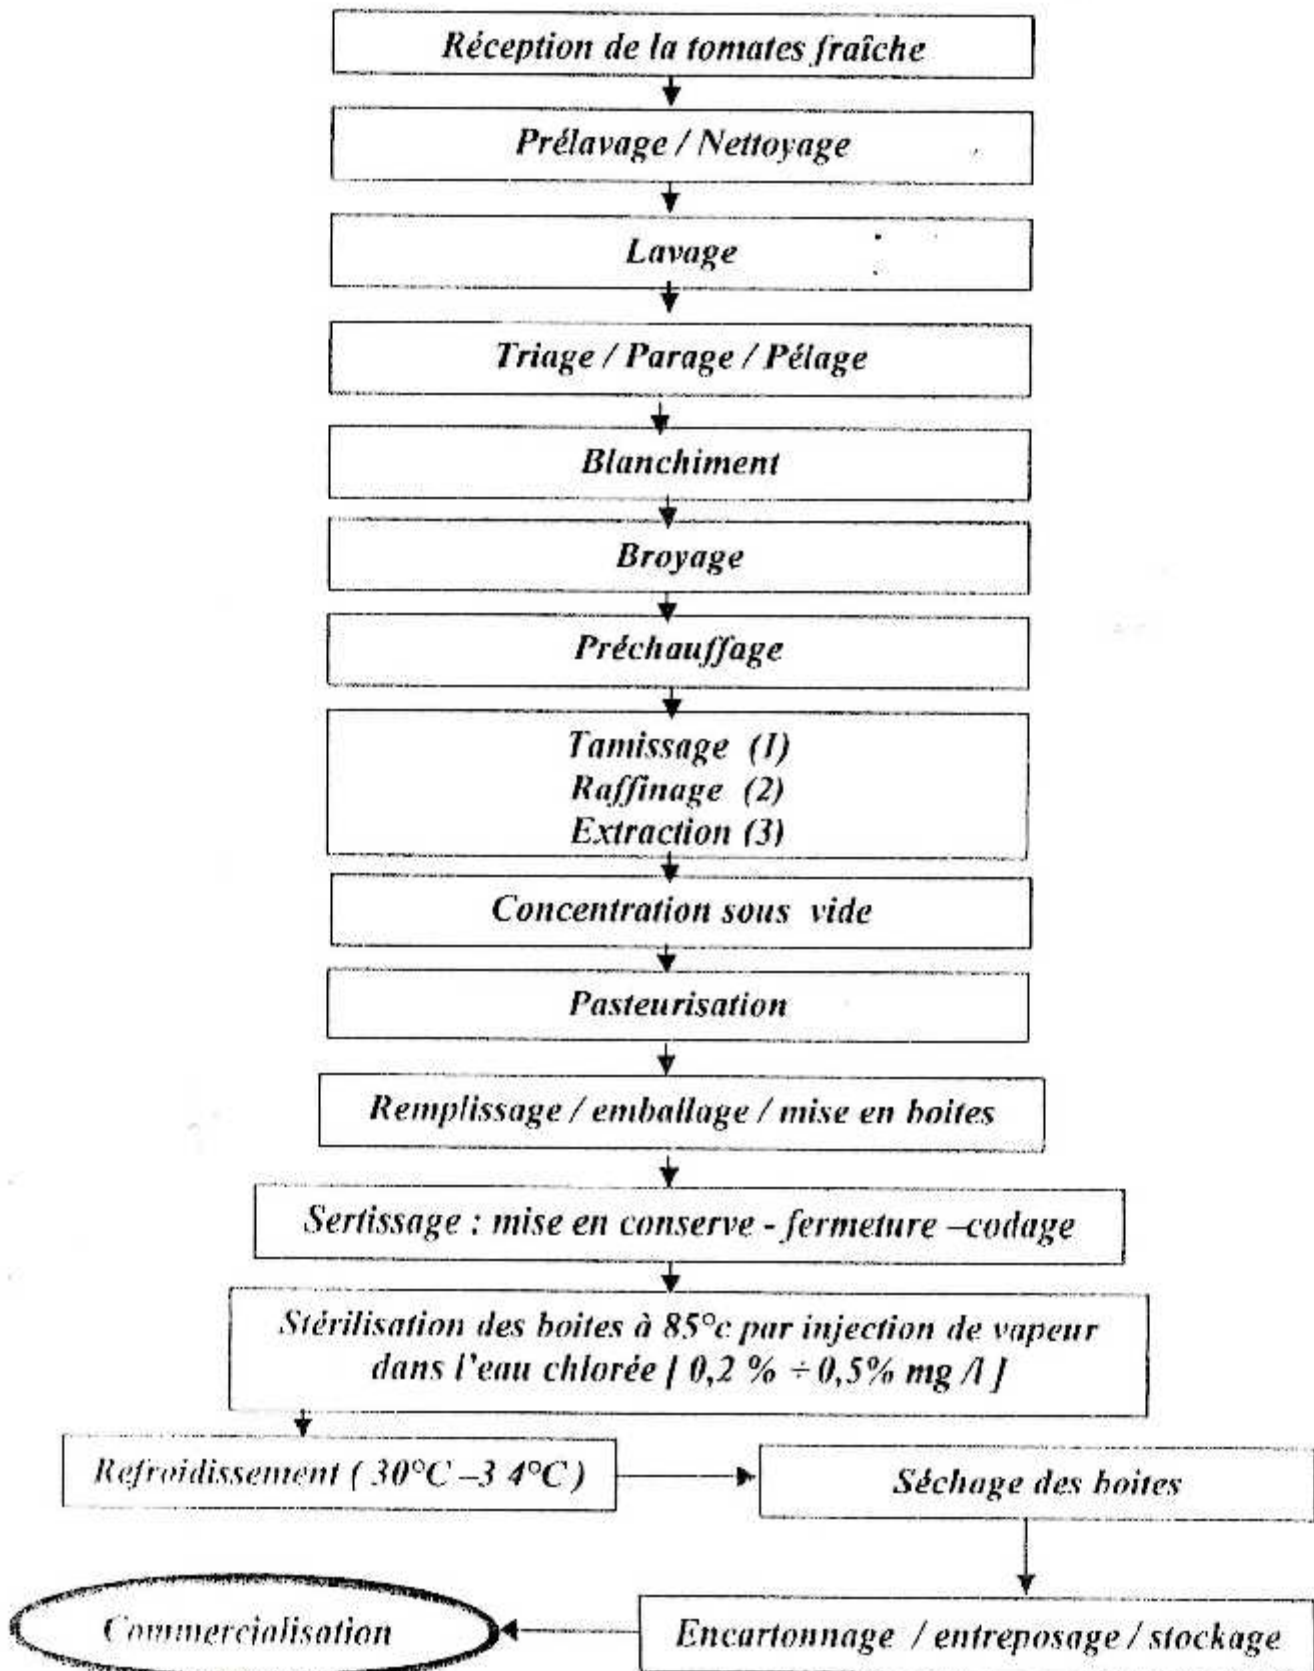 Réception de la tomates fraîche
Prélavage / Nettoyage
Lavage
Triage / Parage / Pélage
Blanchiment
Broyage
Préchauffage
Tamissage (1)
Raffinage (2)
Extraction (3)
Concentration sous vide
Pasteurisation
Remplissage / emballage / mise en boites
Sertissage : mise en conserve - fermeture –codage
Stérilisation des boites à 85°c par injection de vapeur
dans l'eau chlorée [ 0,2 % ÷ 0,5% mg /l ]
Refroidissement ( 30°C –3 4°C )
Séchage des boites
Encartonnage / entreposage / stockage
Commercialisation